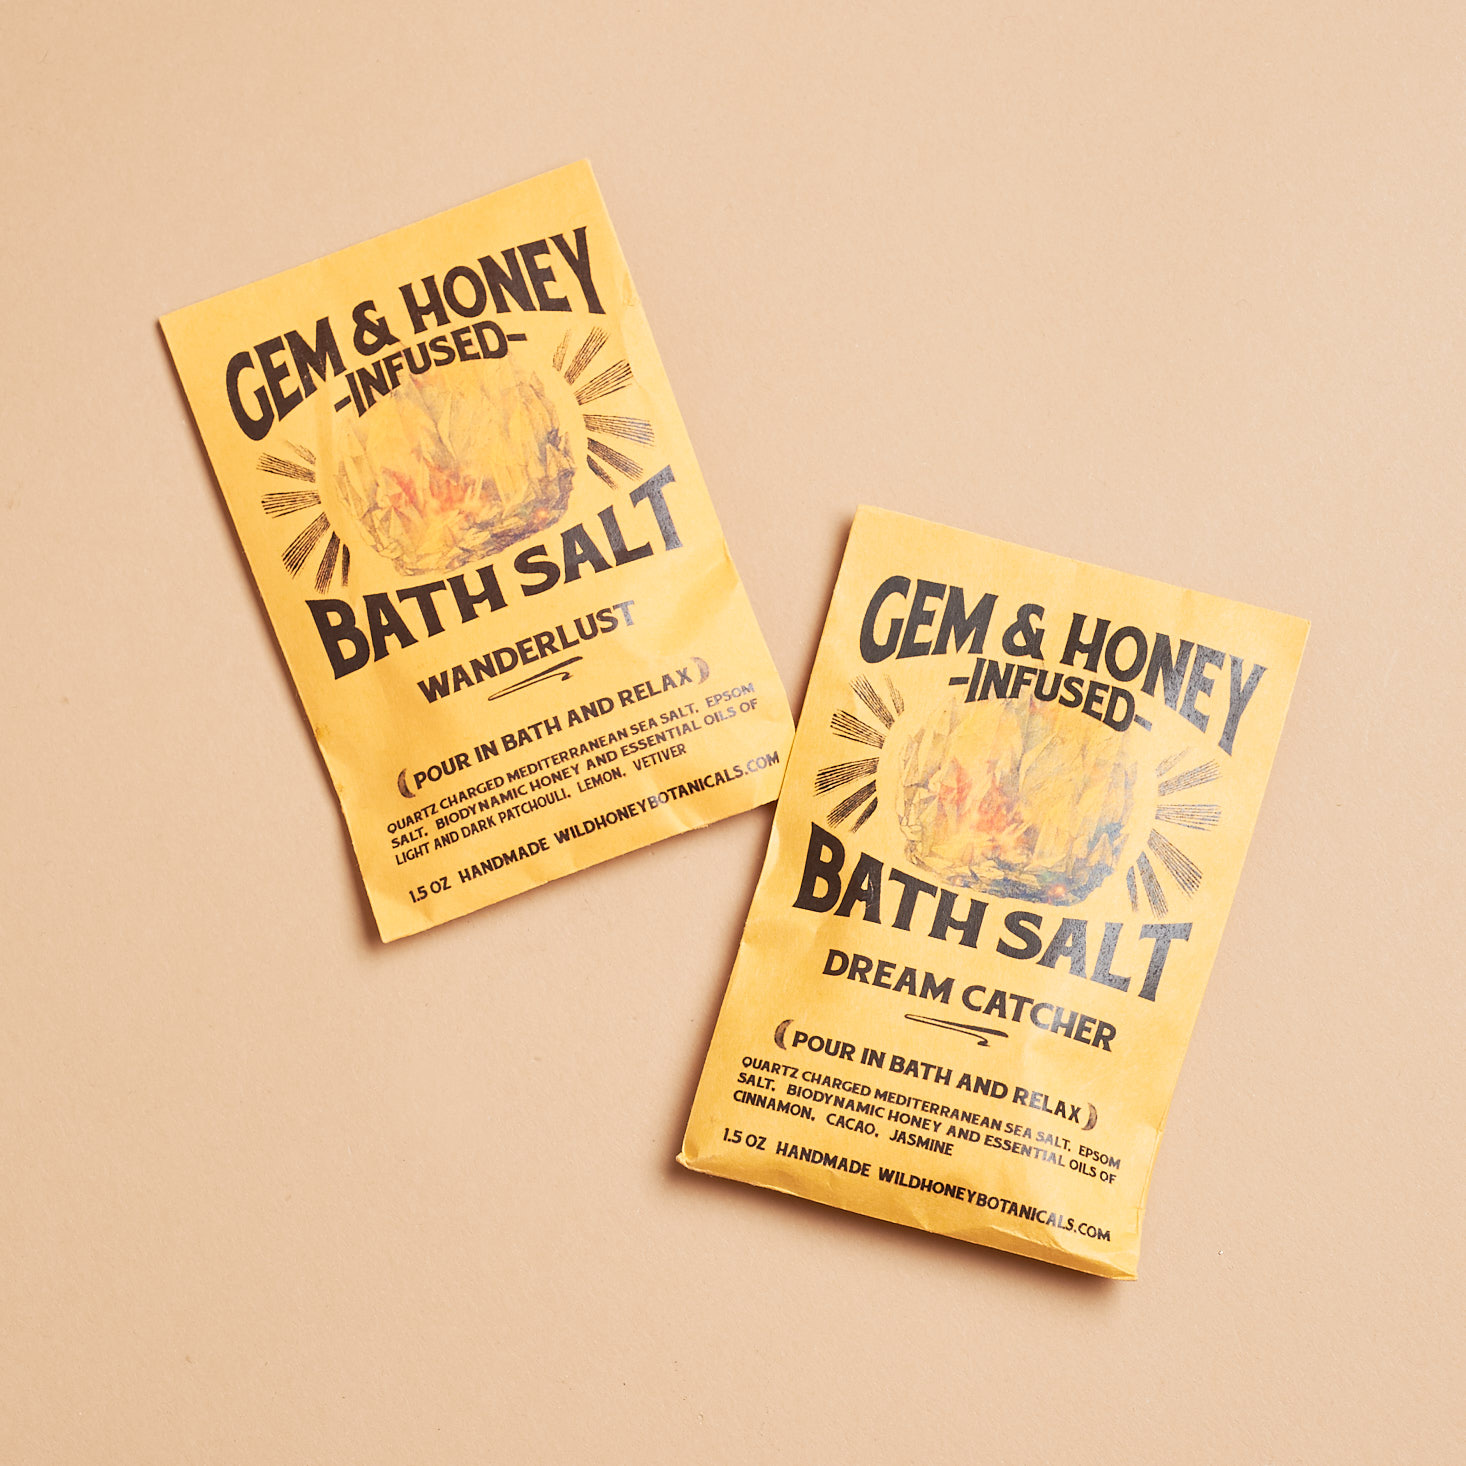 GEM & HONEY
-INFUSED-
BATH SALT
WANDERLUST
(POUR IN BATH AND RELAX)
QUARTZ CHARGED MEDITERRANEAN SEA SALT, EPSOM
SALT, BIODYNAMIC HONEY AND ESSENTIAL OILS OF
LIGHT AND DARK PATCHOULI, LEMON, VETIVER
1.5 OZ HANDMADE WILDHONEYBOTANICALS.COM
GEM & HONEY
-INFUSED-
BATH SALT
DREAM CATCHER
(POUR IN BATH AND RELAX)
QUARTZ CHARGED MEDITERRANEAN SEA SALT, EPSOM
SALT, BIODYNAMIC HONEY AND ESSENTIAL OILS OF
CINNAMON, CACAO, JASMINE
1.5 OZ HANDMADE WILDHONEYBOTANICALS.COM